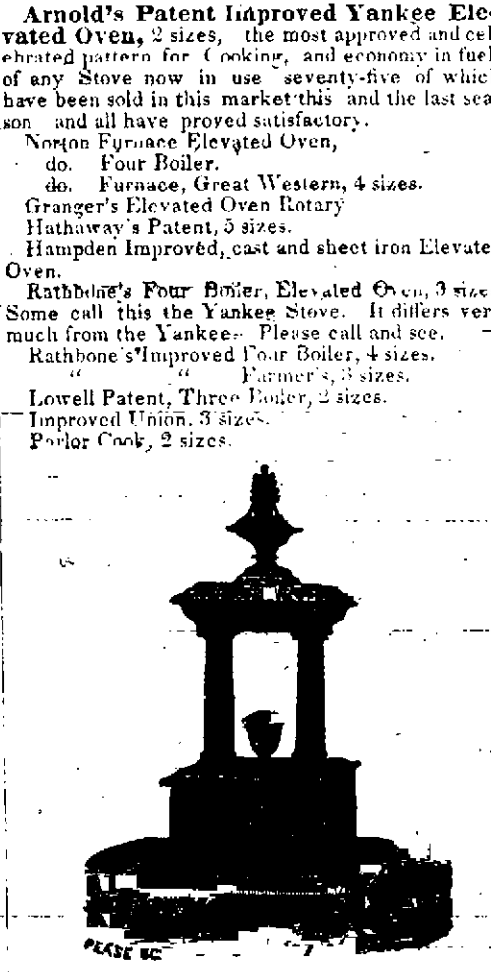 Arnold's Patent Improved Yankee Ele-
vated Oven, 2 sizes, the most approved and cel
ebrated pattern for Cooking, and economy in fuel
of any Stove now in use seventy-five of whic
have been sold in this market this and the last sea
son and all have proved satisfactory.
Norton Furnace Elevated Oven,
do. Four Boiler.
do. Furnace, Great Western, 4 sizes.
Granger's Elevated Oven Rotary
Hathaway's Patent, 5 sizes.
Hampden Improved, cast and sheet iron Elevate
Oven.
Rathbone's Four Boiler, Elevated Oven, 3 size
Some call this the Yankee Stove. It differs ver
much from the Yankee. Please call and see.
Rathbone's Improved Four Boiler, 4 sizes.
" " Farmer's, 3 sizes.
Lowell Patent, Three Boiler, 2 sizes.
Improved Union, 3 sizes.
Parlor Cook, 2 sizes.
PEASE SC